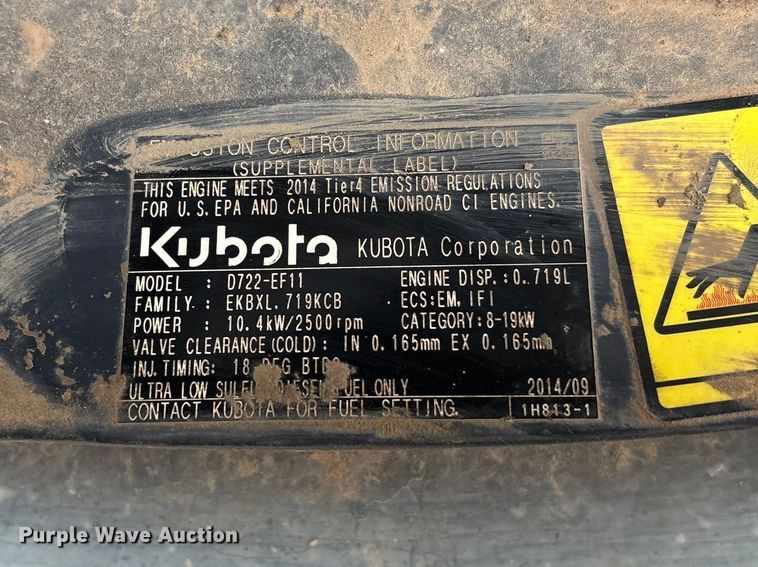 EMISSION CONTROL INFORMATION
(SUPPLEMENTAL LABEL)
THIS ENGINE MEETS 2014 Tier4 EMISSION REGULATIONS
FOR U.S.EPA AND CALIFORNIA NONROAD CI ENGINES.
Kubota KUBOTA Corporation
MODEL : D722-EF11 ENGINE DISP.:0.719L
FAMILY : EKBXL.719KCB ECS:EM, IFI
POWER : 10.4kW/2500rpm CATEGORY:8-19kW
VALVE CLEARANCE(COLD): IN 0.165mm EX 0.165mm
INJ.TIMING: 18 DEG.BTDC
ULTRA LOW SULFUR DIESEL FUEL ONLY 2014/09
CONTACT KUBOTA FOR FUEL SETTING. 1H813-1
Purple Wave Auction